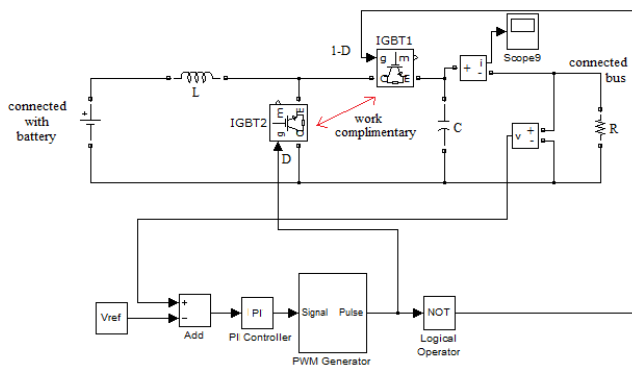 IGBT1
Scope9
1-D
g m
C E
+ i
-
connected
bus
L
connected
with
battery
+
IGBT2
m E
g C
D
work
complimentary
C
v + -
R
Vref
+
-
Add
PI
PI Controller
Signal Pulse
PWM Generator
NOT
Logical
Operator